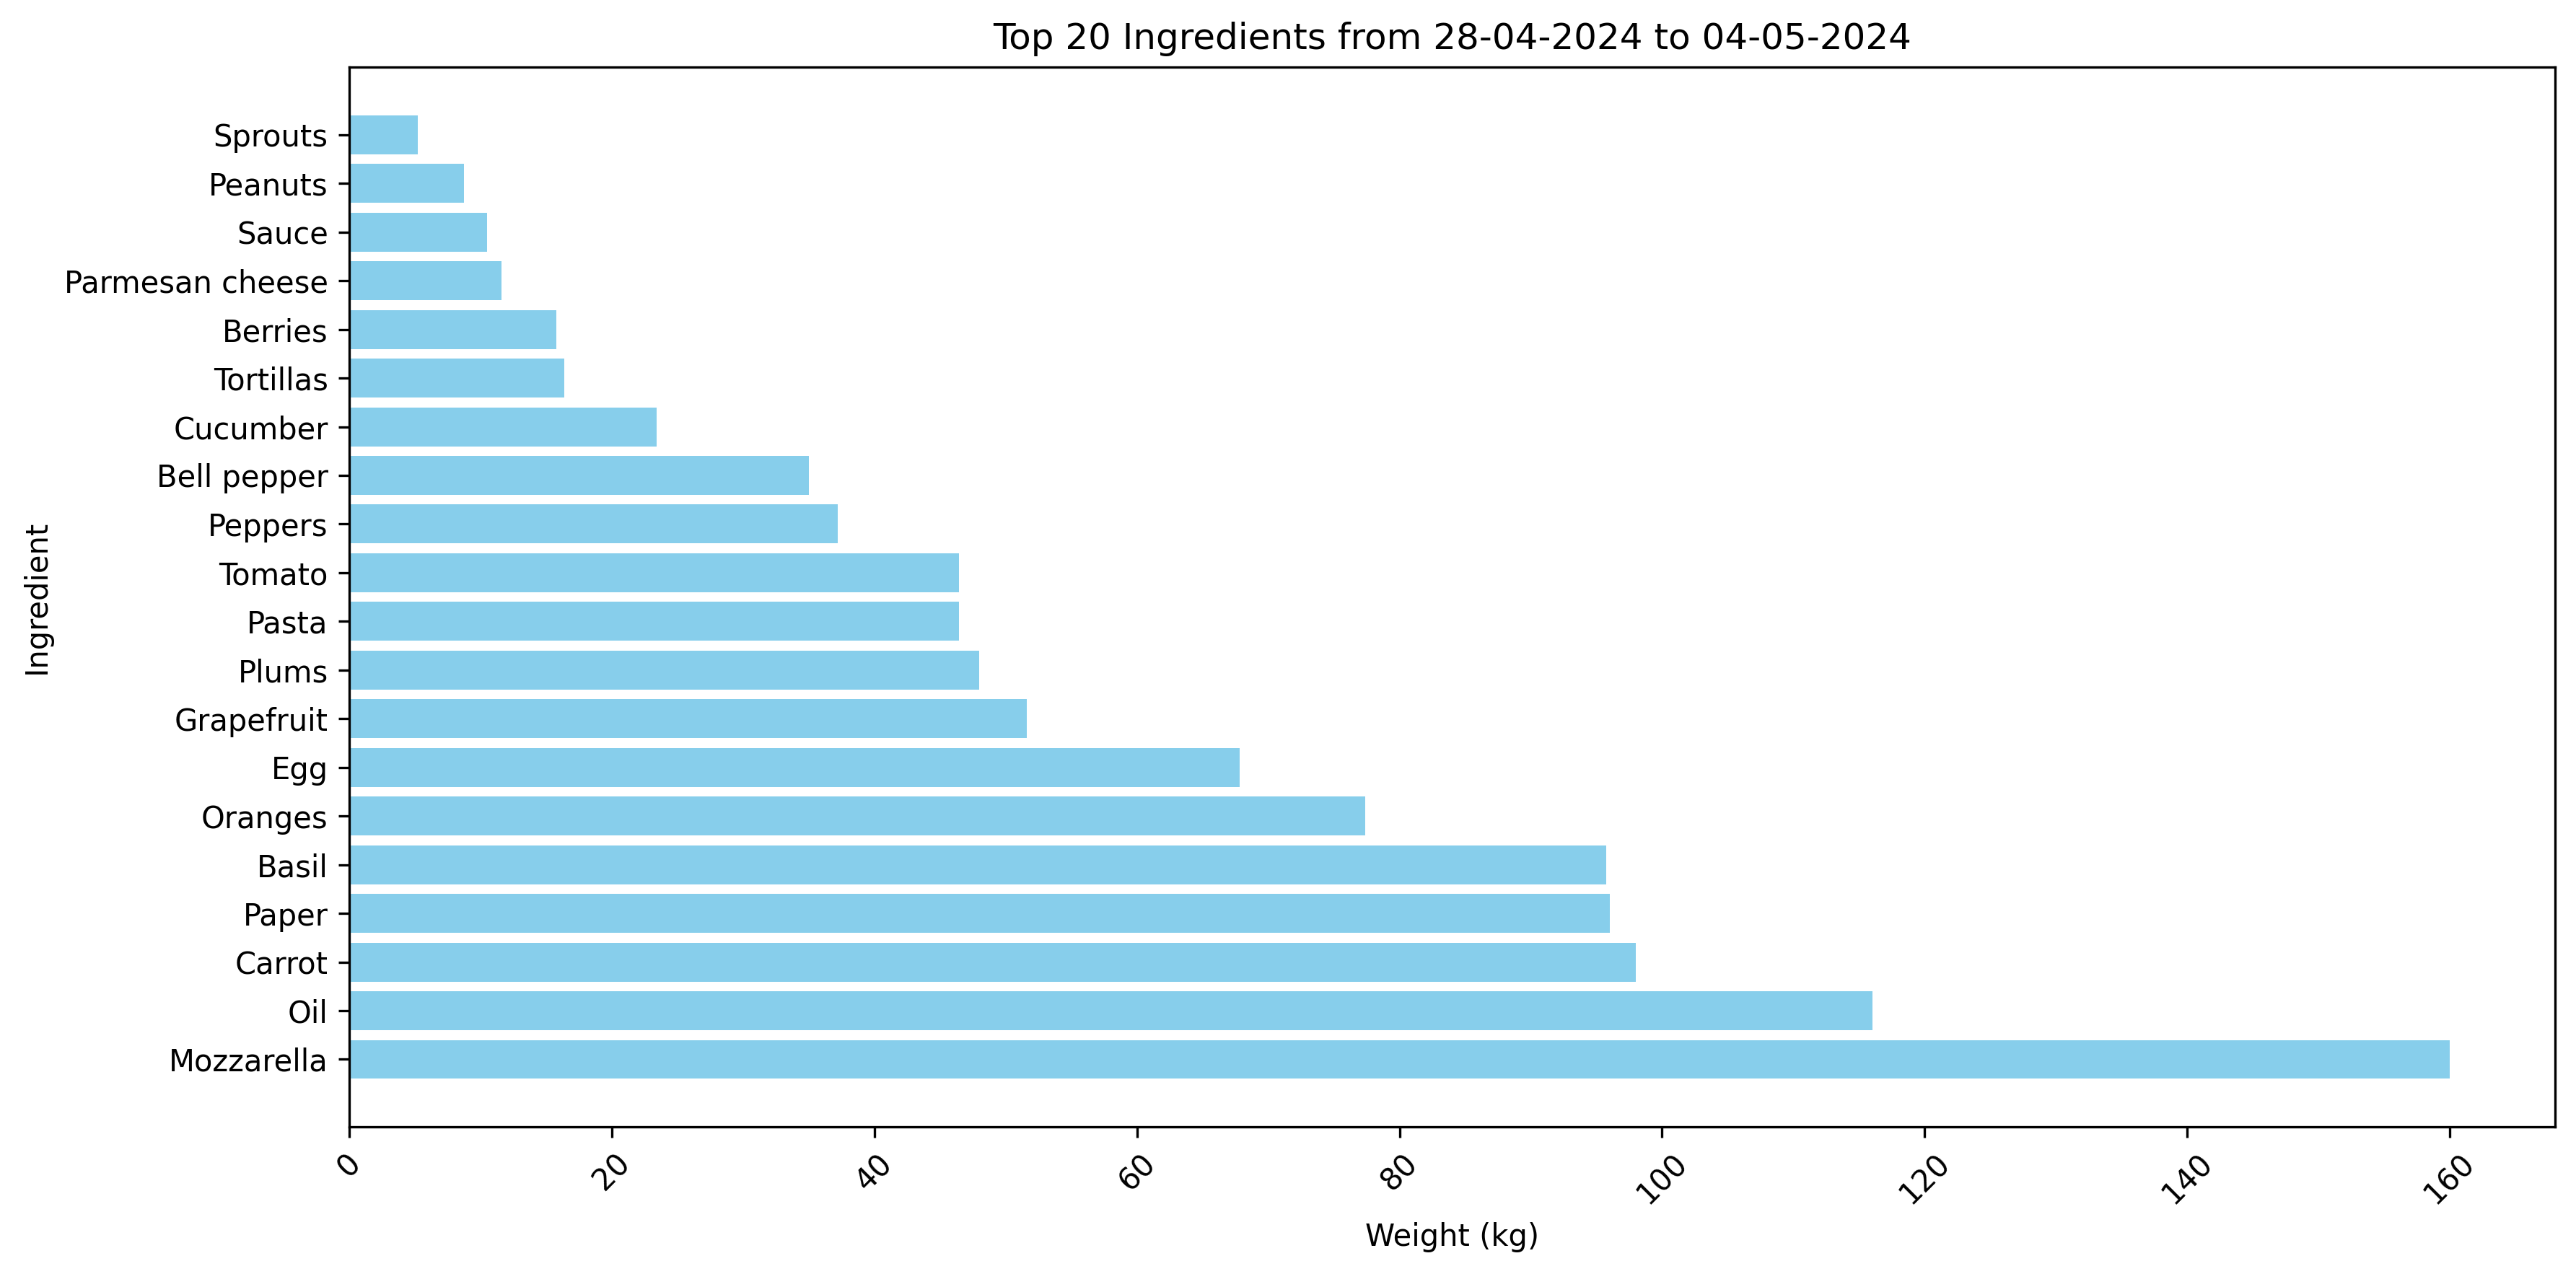 Top 20 Ingredients from 28-04-2024 to 04-05-2024
Ingredient
Sprouts
Peanuts
Sauce
Parmesan cheese
Berries
Tortillas
Cucumber
Bell pepper
Peppers
Tomato
Pasta
Plums
Grapefruit
Egg
Oranges
Basil
Paper
Carrot
Oil
Mozzarella
0 20 40 60 80 100 120 140 160
Weight (kg)